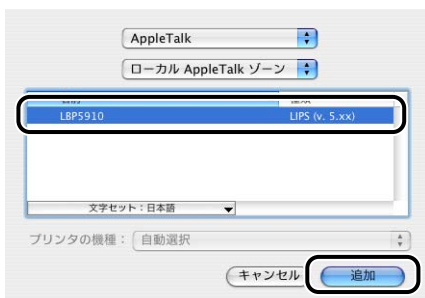 AppleTalk
ローカル AppleTalk ゾーン
LBP5910 LIPS (v. 5.xx)
文字セット：日本語
プリンタの機種： 自動選択
キャンセル 追加